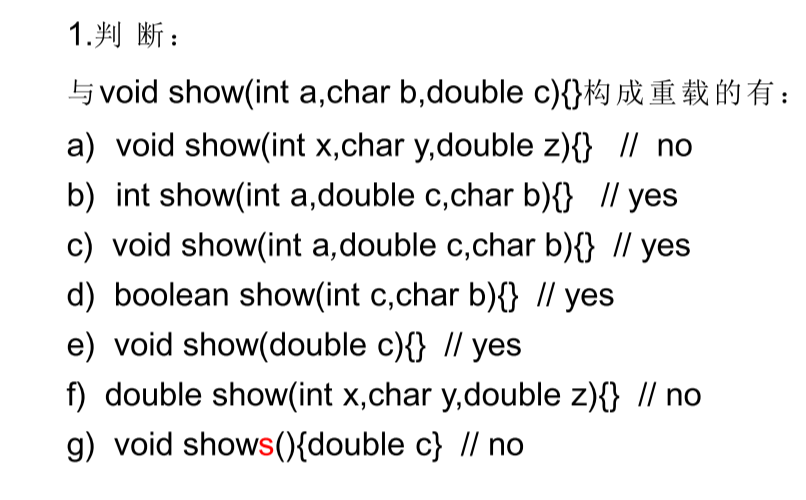 1.判 断：
与void show(int a,char b,double c){}构成重载的有：
a) void show(int x,char y,double z){} // no
b) int show(int a,double c,char b){} // yes
c) void show(int a,double c,char b){} // yes
d) boolean show(int c,char b){} // yes
e) void show(double c){} // yes
f) double show(int x,char y,double z){} // no
g) void shows(){double c} // no